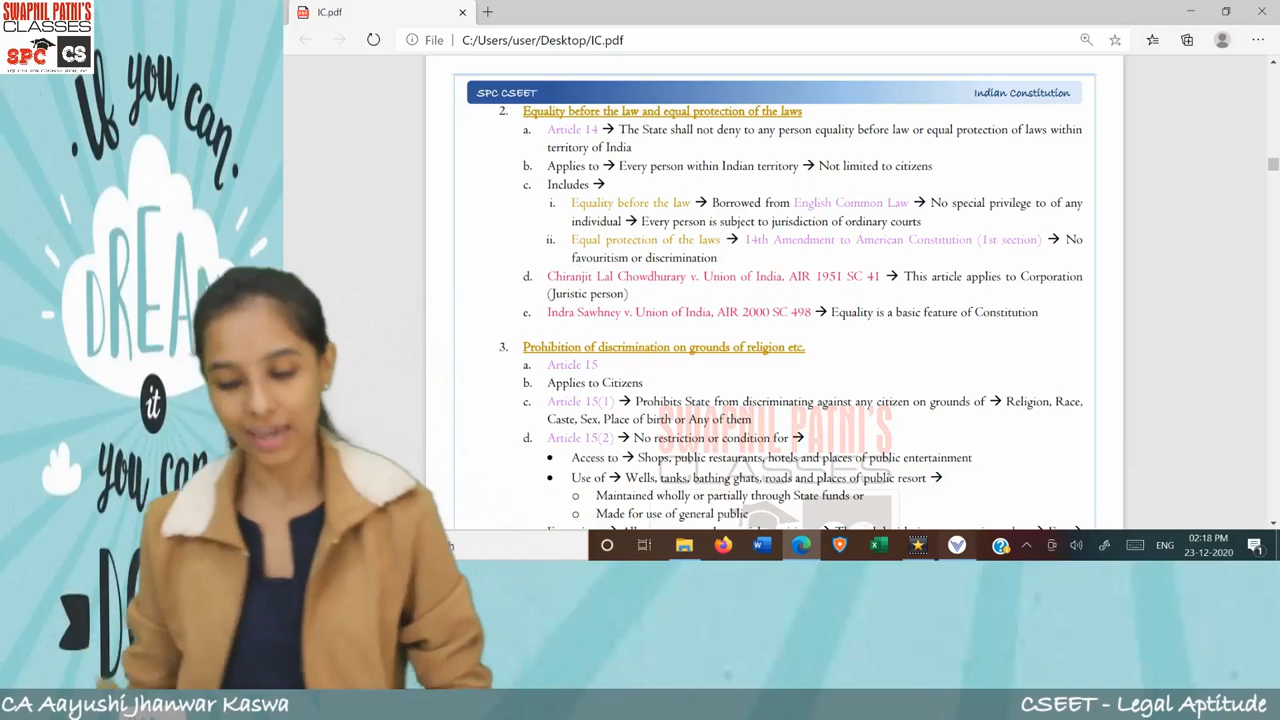 SWAPNIL PATNI'S
CLASSES
SPC CS
If you can
DREAM
it
you can
IC.pdf
File C:/Users/user/Desktop/IC.pdf
SPC CSEET Indian Constitution
2. Equality before the law and equal protection of the laws
a. Article 14 → The State shall not deny to any person equality before law or equal protection of laws within
territory of India
b. Applies to → Every person within Indian territory → Not limited to citizens
c. Includes →
i. Equality before the law → Borrowed from English Common Law → No special privilege to of any
individual → Every person is subject to jurisdiction of ordinary courts
ii. Equal protection of the laws → 14th Amendment to American Constitution (1st section) → No
favouritism or discrimination
d. Chiranjit Lal Chowdhurary v. Union of India, AIR 1951 SC 41 → This article applies to Corporation
(Juristic person)
e. Indra Sawhney v. Union of India, AIR 2000 SC 498 → Equality is a basic feature of Constitution
3. Prohibition of discrimination on grounds of religion etc.
a. Article 15
b. Applies to Citizens
c. Article 15(1) → Prohibits State from discriminating against any citizen on grounds of → Religion, Race,
Caste, Sex, Place of birth or Any of them
d. Article 15(2) → No restriction or condition for →
• Access to → Shops, public restaurants, hotels and places of public entertainment
• Use of → Wells, tanks, bathing ghats, roads and places of public resort →
o Maintained wholly or partially through State funds or
o Made for use of general public
SWAPNIL PATNI'S
CLASSES
ENG
02:18 PM
23-12-2020
CA Aayushi Jhanwar Kaswa CSEET - Legal Aptitude